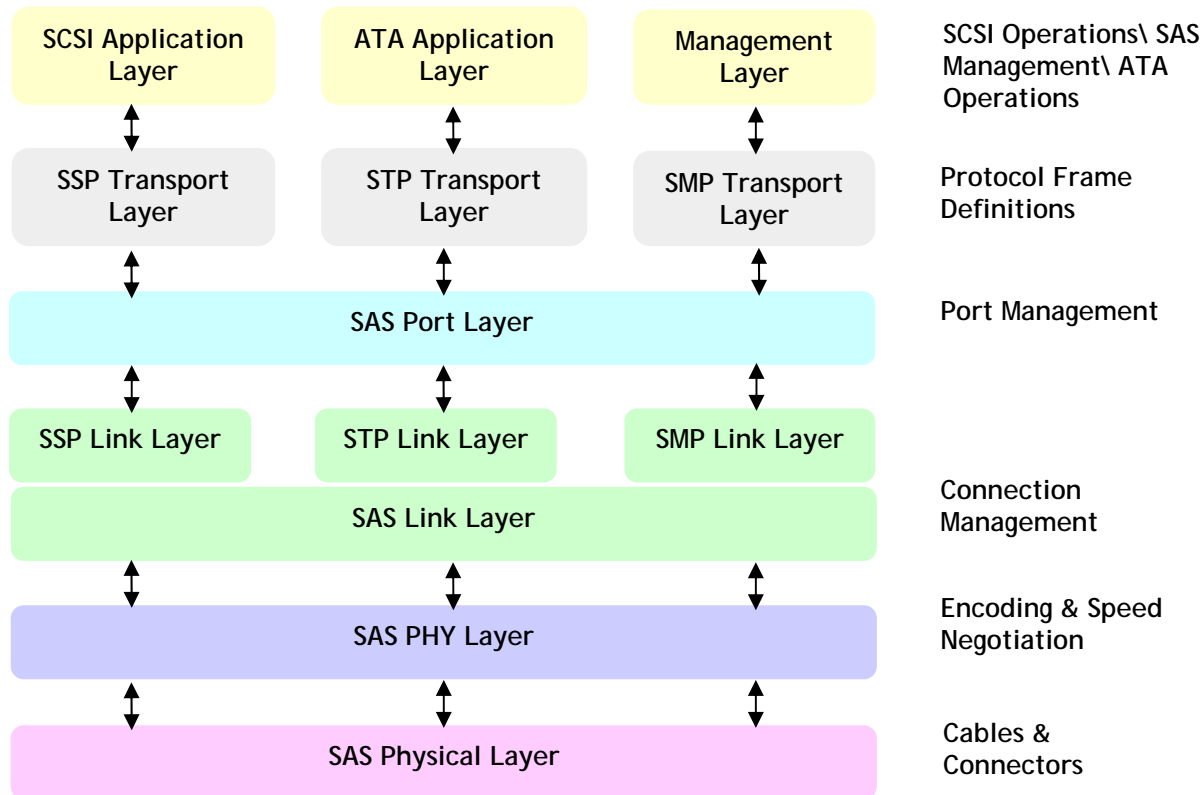 SCSI Application
Layer
ATA Application
Layer
Management
Layer
SCSI Operations\ SAS
Management\ ATA
Operations
SSP Transport
Layer
STP Transport
Layer
SMP Transport
Layer
Protocol Frame
Definitions
SAS Port Layer
Port Management
SSP Link Layer
STP Link Layer
SMP Link Layer
SAS Link Layer
Connection
Management
SAS PHY Layer
Encoding & Speed
Negotiation
SAS Physical Layer
Cables &
Connectors